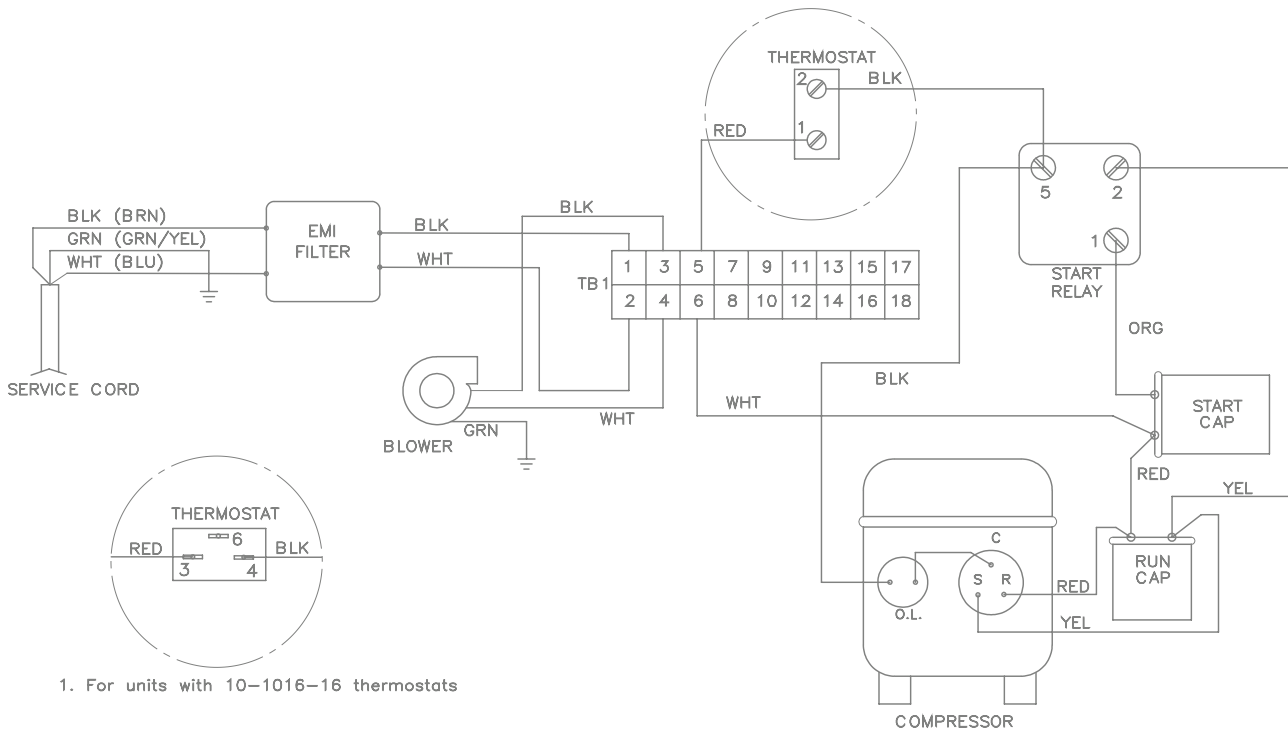 THERMOSTAT
2
BLK
1
RED
5
2
1
START
RELAY
BLK (BRN)
GRN (GRN/YEL)
WHT (BLU)
EMI
FILTER
BLK
WHT
BLK
TB1
1 3 5 7 9 11 13 15 17
2 4 6 8 10 12 14 16 18
SERVICE CORD
BLOWER
GRN
WHT
ORG
BLK
WHT
START
CAP
RED
YEL
THERMOSTAT
6
RED
BLK
3
4
C
S R
O.L.
RED
YEL
RUN
CAP
COMPRESSOR
1. For units with 10-1016-16 thermostats